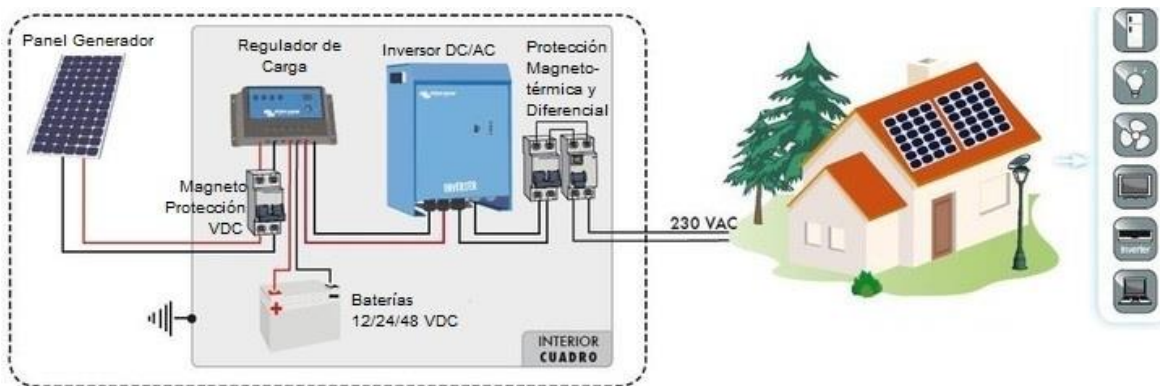 Panel Generador
Regulador de
Carga
Inversor DC/AC
Protección
Magneto-
térmica y
Diferencial
Magneto
Protección
VDC
INVERTER
230 VAC
Baterías
12/24/48 VDC
INTERIOR
CUADRO
Inverter